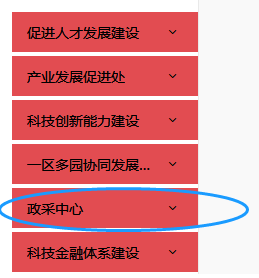 促进人才发展建设
产业发展促进处
科技创新能力建设
一区多园协同发展...
政采中心
科技金融体系建设